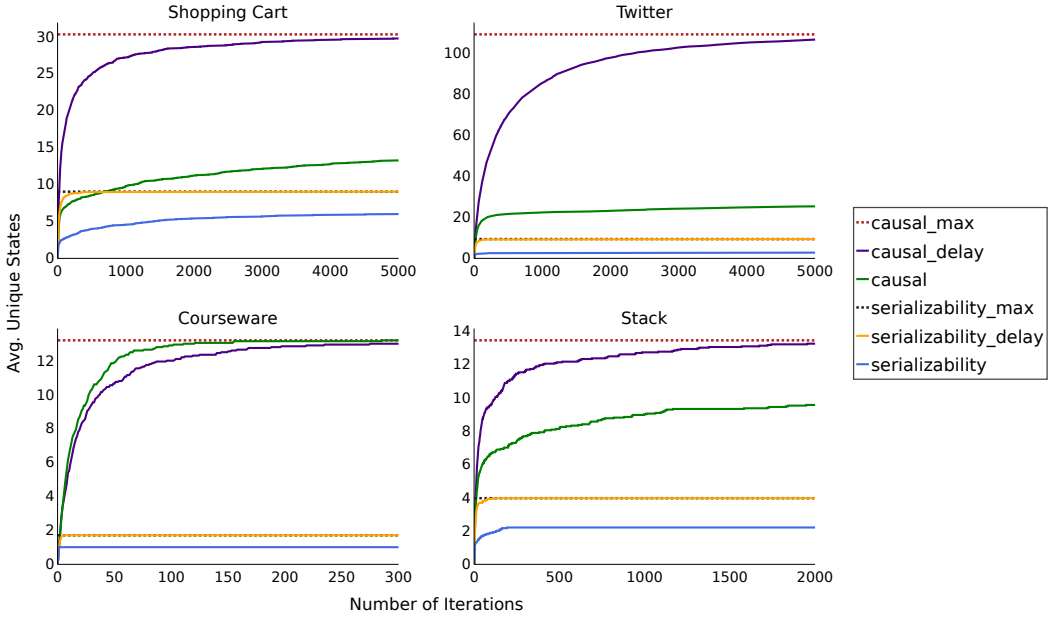 Shopping Cart
Twitter
30
25
20
15
10
5
0
0 1000 2000 3000 4000 5000
100
80
60
40
20
0
0 1000 2000 3000 4000 5000
Avg. Unique States
Courseware
Stack
12
10
8
6
4
2
0
0 50 100 150 200 250 300
14
12
10
8
6
4
2
0
0 500 1000 1500 2000
Number of Iterations
causal_max
causal_delay
causal
serializability_max
serializability_delay
serializability